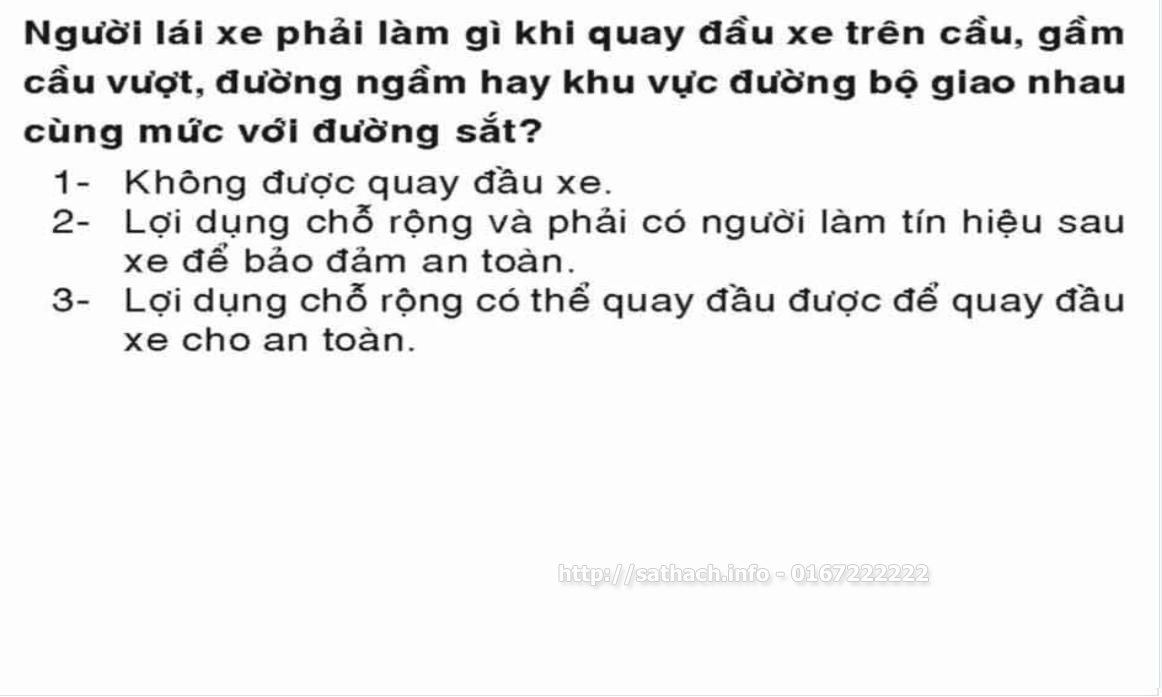 Người lái xe phải làm gì khi quay đầu xe trên cầu, gầm
cầu vượt, đường ngầm hay khu vực đường bộ giao nhau
cùng mức với đường sắt?
1- Không được quay đầu xe.
2- Lợi dụng chỗ rộng và phải có người làm tín hiệu sau
xe để bảo đảm an toàn.
3- Lợi dụng chỗ rộng có thể quay đầu được để quay đầu
xe cho an toàn.
http://sathach.info - 0167222222